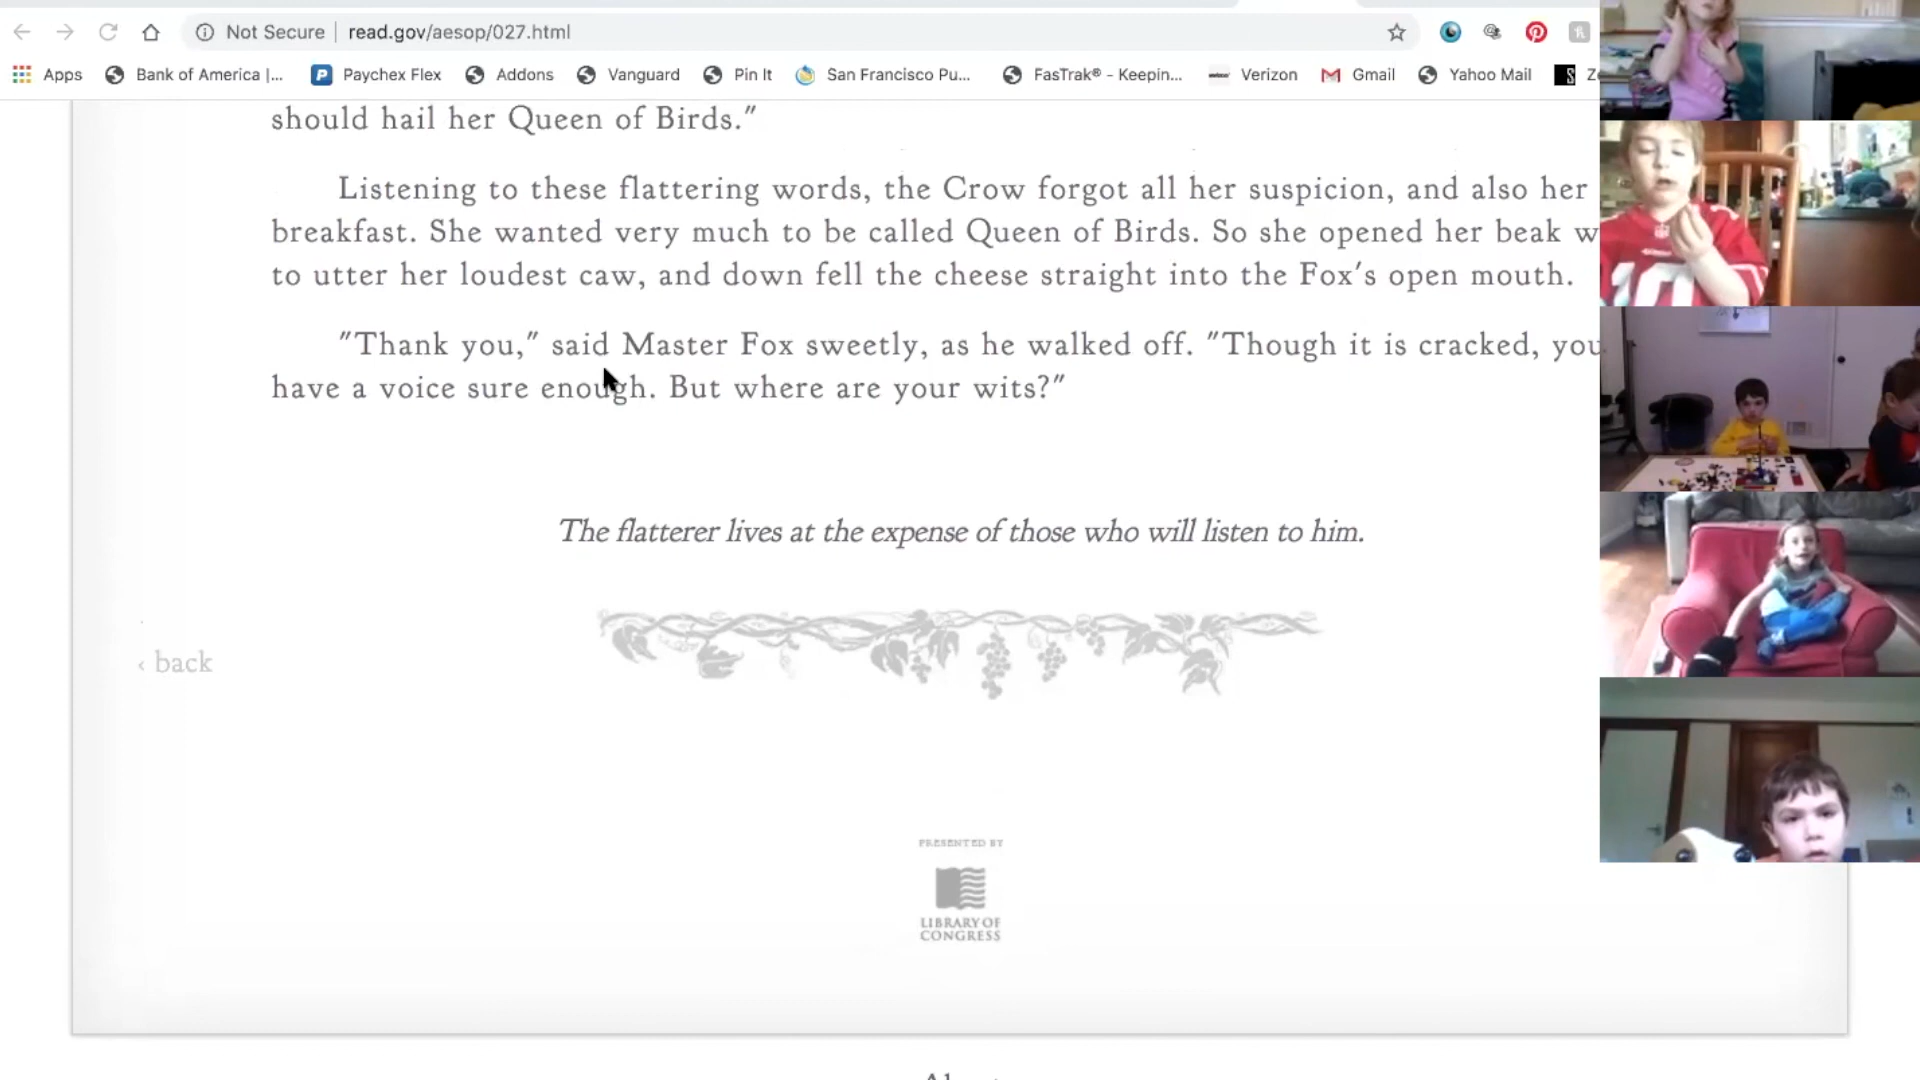 Not Secure read.gov/aesop/027.html
Apps Bank of America |... Paychex Flex Addons Vanguard Pin It San Francisco Pu... FasTrak® - Keepin... Verizon Gmail Yahoo Mail
should hail her Queen of Birds."
Listening to these flattering words, the Crow forgot all her suspicion, and also her
breakfast. She wanted very much to be called Queen of Birds. So she opened her beak w
to utter her loudest caw, and down fell the cheese straight into the Fox's open mouth.
"Thank you," said Master Fox sweetly, as he walked off. "Though it is cracked, you
have a voice sure enough. But where are your wits?"
The flatterer lives at the expense of those who will listen to him.
‹ back
PRESENTED BY
LIBRARY OF
CONGRESS